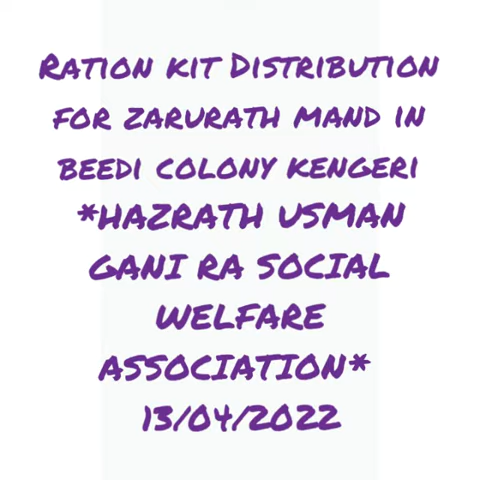 Ration kit Distribution
for zarurath mand in
beedi colony kengeri
*HAZRATH USMAN
GANI RA SOCIAL
WELFARE
ASSOCIATION*
13/04/2022